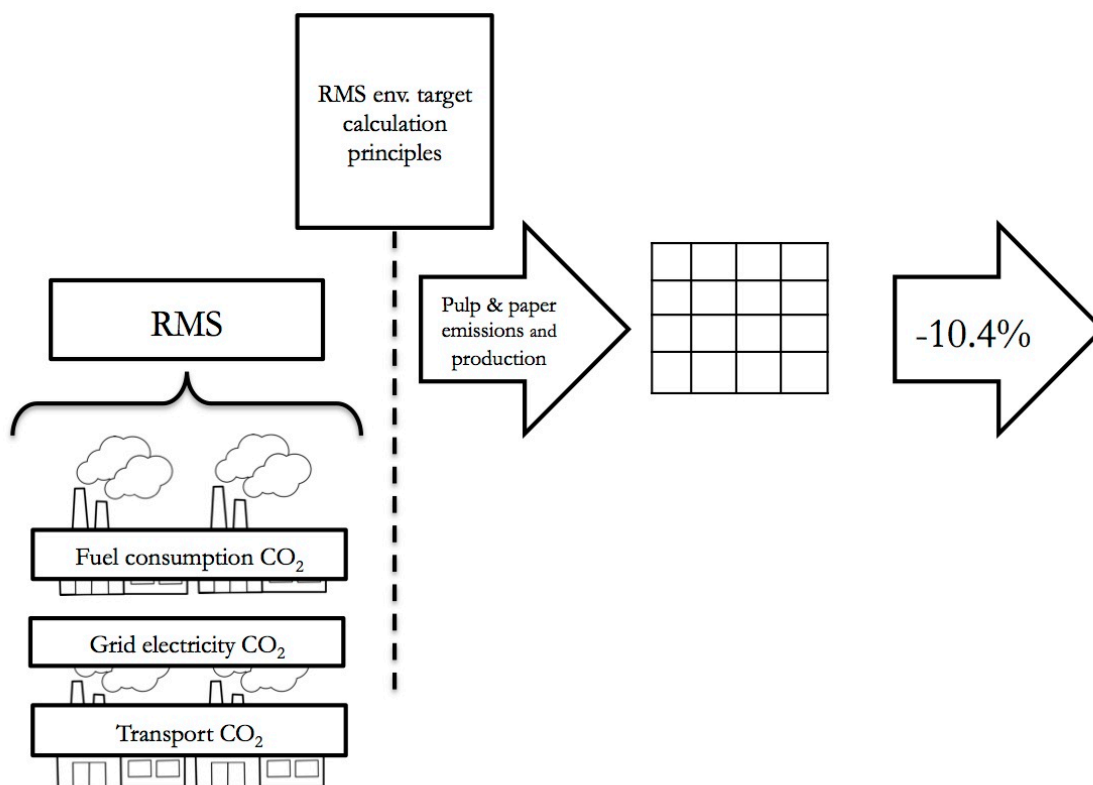 RMS env. target
calculation
principles
RMS
Pulp & paper
emissions and
production
-10.4%
Fuel consumption CO₂
Grid electricity CO₂
Transport CO₂